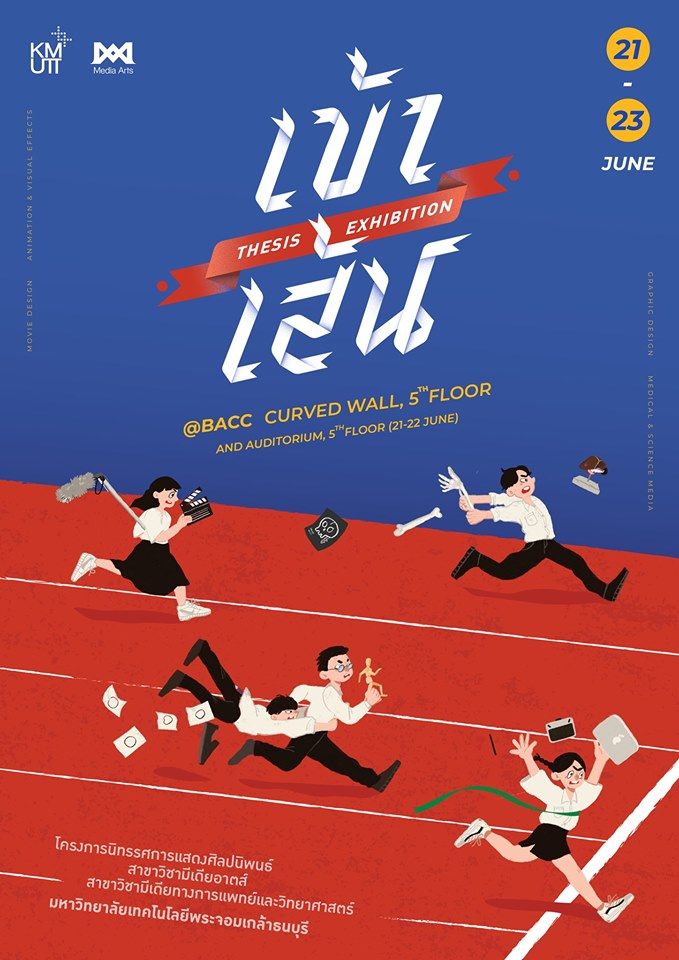 KM
UTT
Media Arts
21
-
23
JUNE
MOVIE DESIGN ANIMATION & VISUAL EFFECTS
เข้า
THESIS EXHIBITION
เส้น
GRAPHIC DESIGN MEDICAL & SCIENCE MEDIA
@BACC CURVED WALL, 5TH FLOOR
AND AUDITORIUM, 5TH FLOOR (21-22 JUNE)
โครงการนิทรรศการแสดงศิลปนิพนธ์
สาขาวิชามีเดียอาตส์
สาขาวิชามีเดียทางการแพทย์และวิทยาศาสตร์
มหาวิทยาลัยเทคโนโลยีพระจอมเกล้าธนบุรี